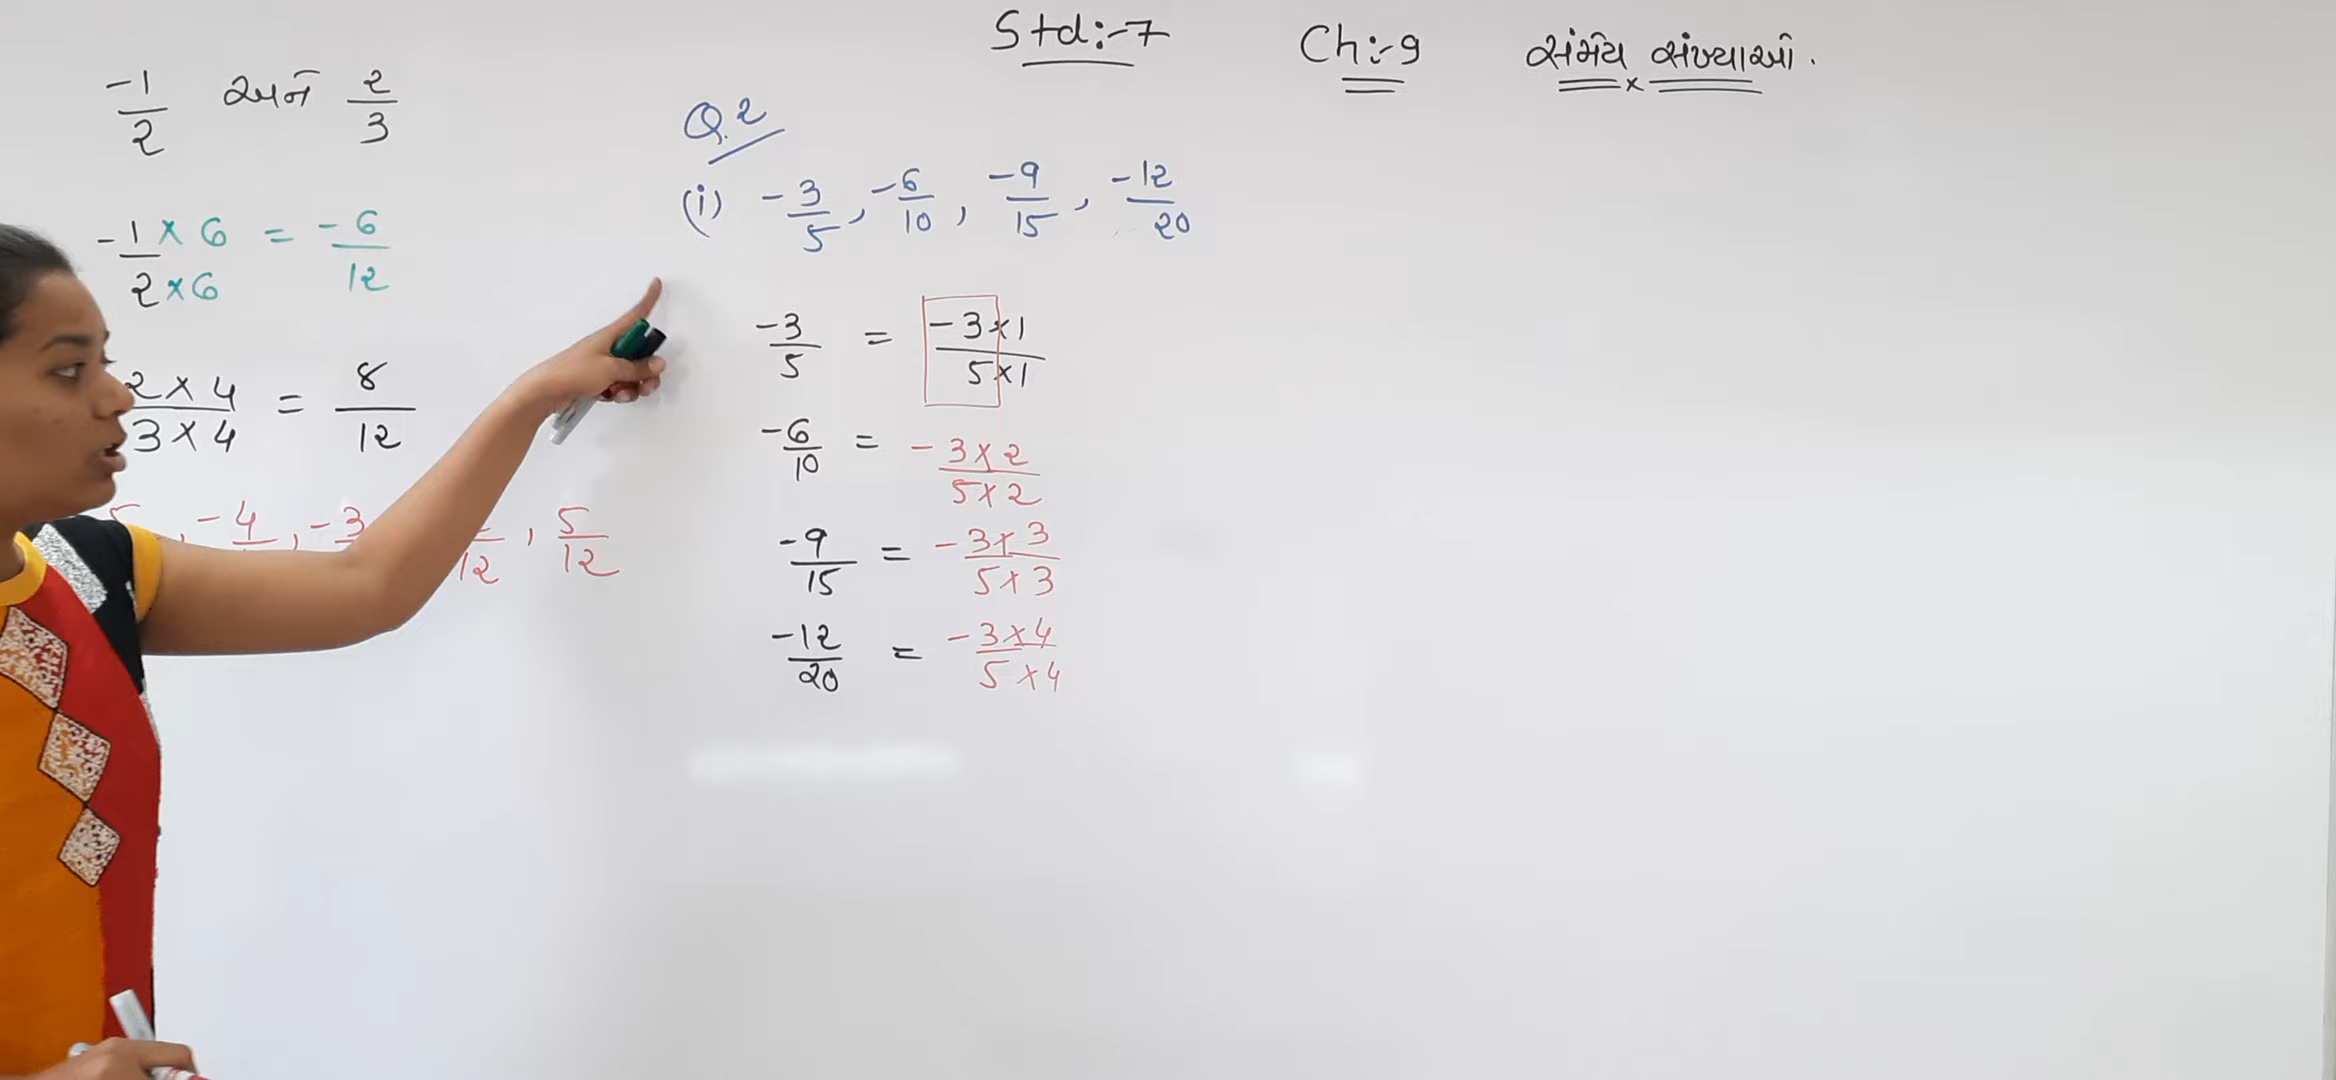 Std:-7 Ch:-9 સંમેય સંખ્યાઓ.
-1/2 અને 2/3
-1×6/2×6 = -6/12
2×4/3×4 = 8/12
, -4, -3 /12, 5/12
Q.2
(i) -3/5, -6/10, -9/15, -12/20
-3/5 = -3×1/5×1
-6/10 = -3×2/5×2
-9/15 = -3×3/5×3
-12/20 = -3×4/5×4